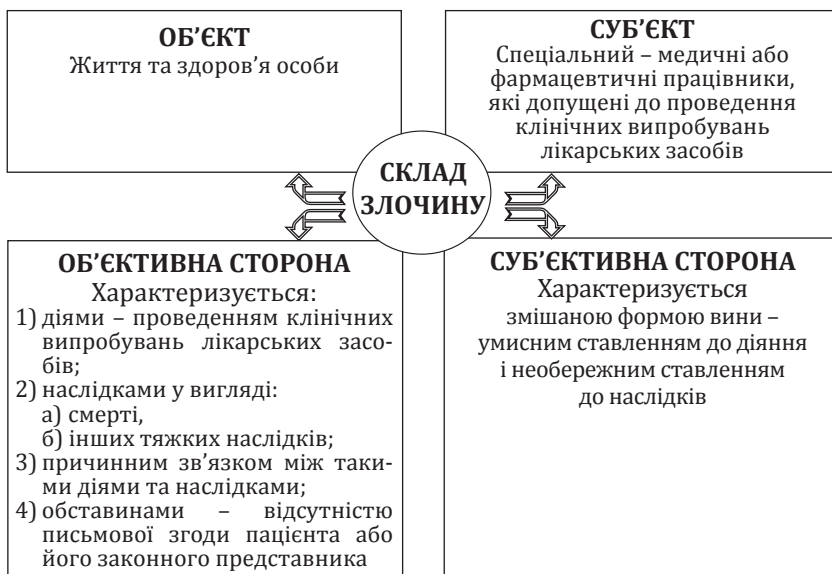 ОБ’ЄКТ
Життя та здоров’я особи
СУБ’ЄКТ
Спеціальний – медичні або
фармацевтичні працівники,
які допущені до проведення
клінічних випробувань
лікарських засобів
СКЛАД
ЗЛОЧИНУ
ОБ’ЄКТИВНА СТОРОНА
Характеризується:
1) діями – проведенням клінічних
випробувань лікарських засо-
бів;
2) наслідками у вигляді:
а) смерті,
б) інших тяжких наслідків;
3) причинним зв’язком між таки-
ми діями та наслідками;
4) обставинами – відсутністю
письмової згоди пацієнта або
його законного представника
СУБ’ЄКТИВНА СТОРОНА
Характеризується
змішаною формою вини –
умисним ставленням до діяння
і необережним ставленням
до наслідків